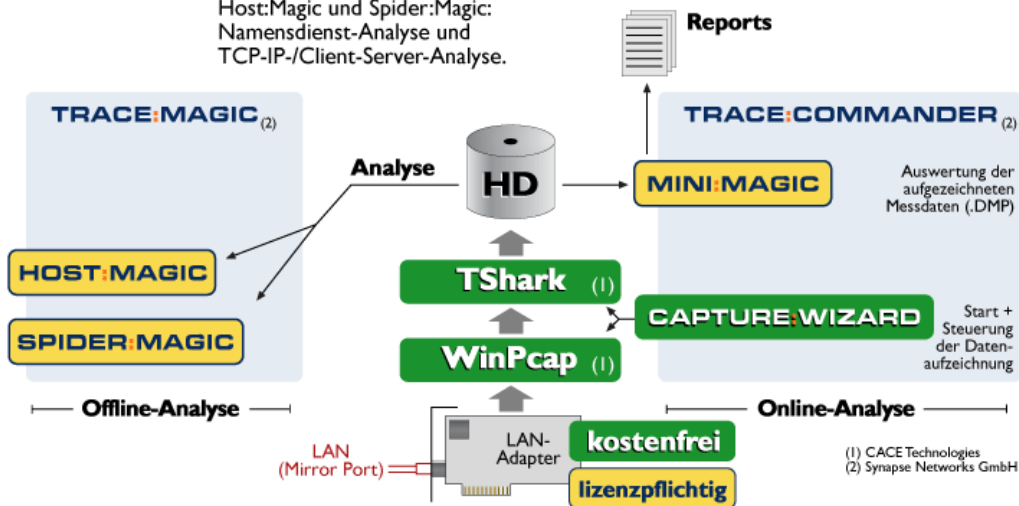 Host:Magic und Spider:Magic:
Namensdienst-Analyse und
TCP-IP-/Client-Server-Analyse.
Reports
TRACE:MAGIC (2)
TRACE:COMMANDER (2)
Analyse
HD
MINI:MAGIC
Auswertung der
aufgezeichneten
Messdaten (.DMP)
HOST:MAGIC
SPIDER:MAGIC
TShark (1)
CAPTURE:WIZARD
Start +
Steuerung
der Daten-
aufzeichnung
WinPcap (1)
Offline-Analyse
Online-Analyse
LAN
(Mirror Port)
LAN-
Adapter
kostenfrei
lizenzpflichtig
(1) CACE Technologies
(2) Synapse Networks GmbH